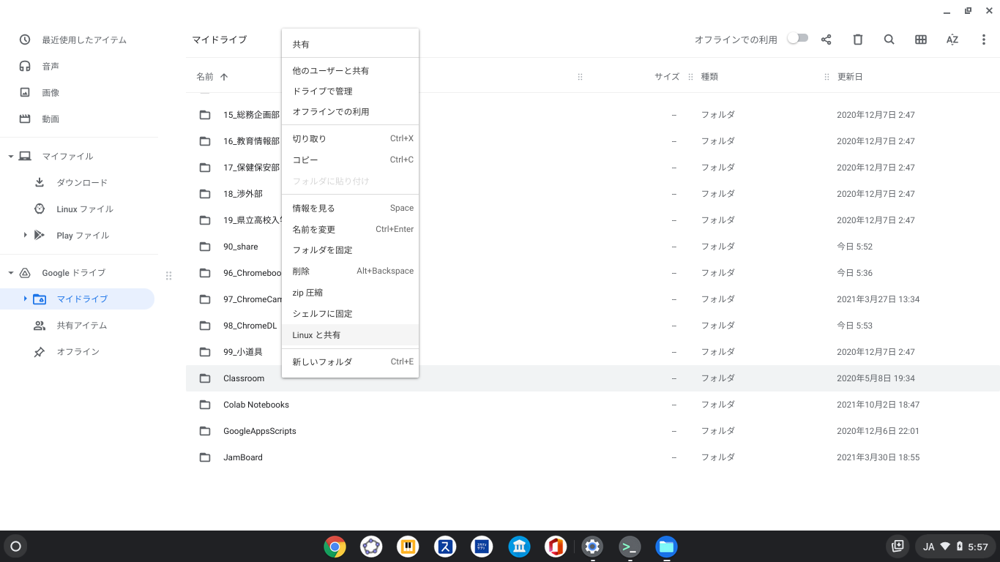 最近使用したアイテム
音声
画像
動画
マイファイル
ダウンロード
Linux ファイル
Play ファイル
Google ドライブ
マイドライブ
共有アイテム
オフライン
マイドライブ
オフラインでの利用
AZ
名前 サイズ 種類 更新日
15_総務企画部 -- フォルダ 2020年12月7日 2:47
16_教育情報部 -- フォルダ 2020年12月7日 2:47
17_保健保安部 -- フォルダ 2020年12月7日 2:47
18_渉外部 -- フォルダ 2020年12月7日 2:47
19_県立高校入 -- フォルダ 2020年12月7日 2:47
90_share -- フォルダ 今日 5:52
96_Chromeboo -- フォルダ 今日 5:36
97_ChromeCam -- フォルダ 2021年3月27日 13:34
98_ChromeDL -- フォルダ 今日 5:53
99_小道具 -- フォルダ 2020年12月7日 2:47
Classroom -- フォルダ 2020年5月8日 19:34
Colab Notebooks -- フォルダ 2021年10月2日 18:47
GoogleAppsScripts -- フォルダ 2020年12月6日 22:01
JamBoard -- フォルダ 2021年3月30日 18:55
共有
他のユーザーと共有
ドライブで管理
オフラインでの利用
切り取り Ctrl+X
コピー Ctrl+C
フォルダに貼り付け
情報を見る Space
名前を変更 Ctrl+Enter
フォルダを固定
削除 Alt+Backspace
zip 圧縮
シェルフに固定
Linux と共有
新しいフォルダ Ctrl+E
ス
JA 5:57